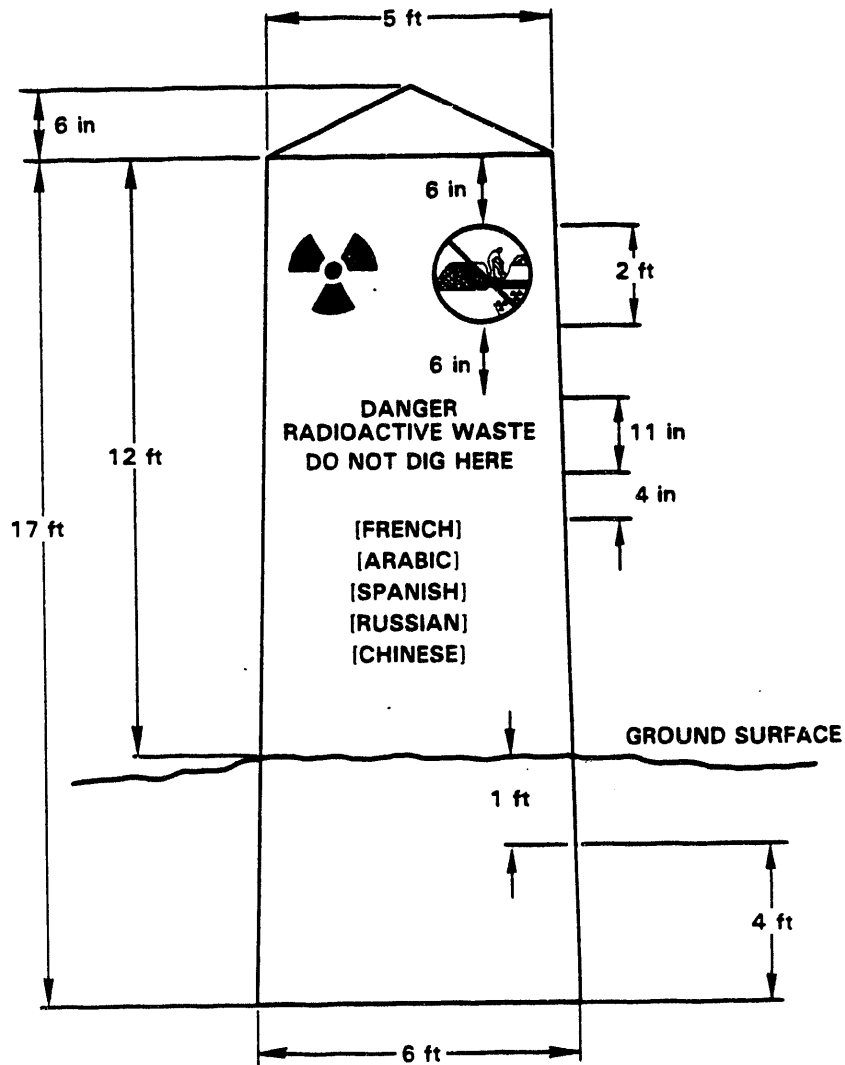 5 ft
6 in
6 in
2 ft
6 in
DANGER
RADIOACTIVE WASTE
DO NOT DIG HERE
11 in
12 ft
4 in
17 ft
[FRENCH]
[ARABIC]
[SPANISH]
[RUSSIAN]
[CHINESE]
GROUND SURFACE
1 ft
4 ft
6 ft